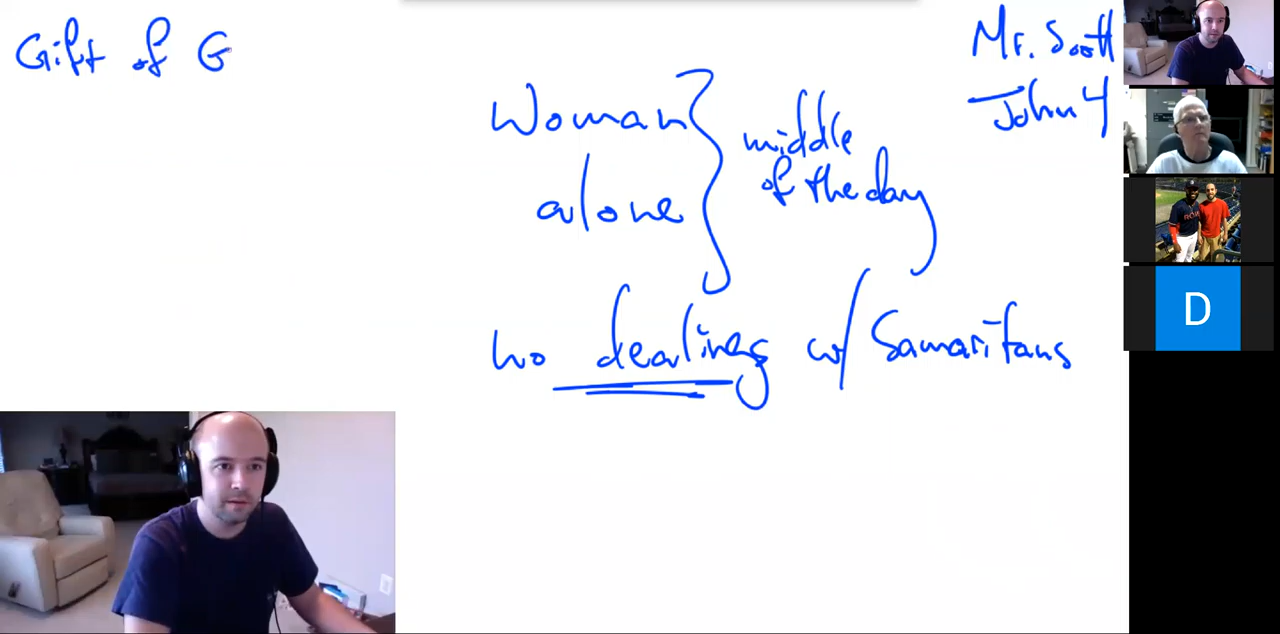 Gift of G
Mr. Scott
John 4
Woman
alone
middle
of the day
no dealings w/ Samaritans
D